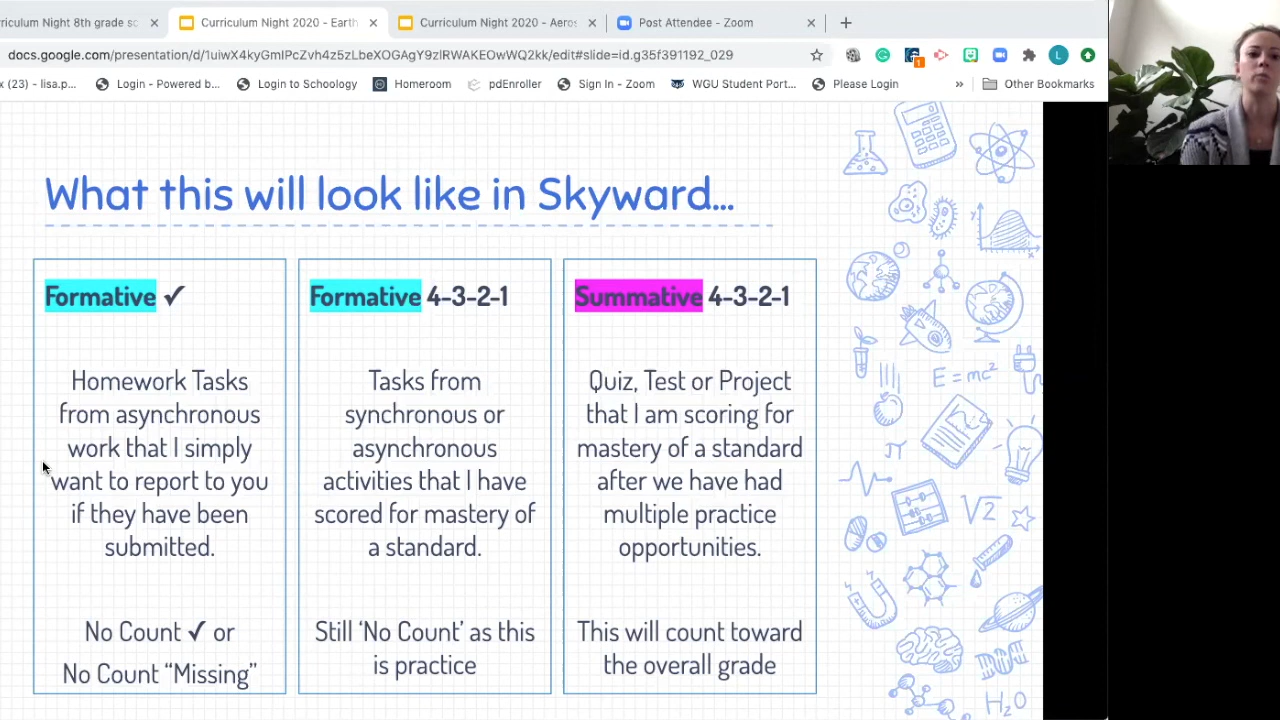 rriculum Night 8th grade sc
Curriculum Night 2020 - Earth
Curriculum Night 2020 - Aeros
Post Attendee - Zoom
docs.google.com/presentation/d/1uiwX4kyGmIPcZvh4z5zLbeXOGAgY9zlRWAKEOwWQ2kk/edit#slide=id.g35f391192_029
L
1
x (23) - lisa.p...
Login - Powered b...
Login to Schoology
Homeroom
pdEnroller
Sign In - Zoom
WGU Student Port...
Please Login
»
Other Bookmarks
What this will look like in Skyward...
Formative ✓
Homework Tasks
from asynchronous
work that I simply
want to report to you
if they have been
submitted.
No Count ✓ or
No Count “Missing”
Formative 4-3-2-1
Tasks from
synchronous or
asynchronous
activities that I have
scored for mastery of
a standard.
Still ‘No Count’ as this
is practice
Summative 4-3-2-1
Quiz, Test or Project
that I am scoring for
mastery of a standard
after we have had
multiple practice
opportunities.
This will count toward
the overall grade
y
x
E=mc²
π
√2
H₂O